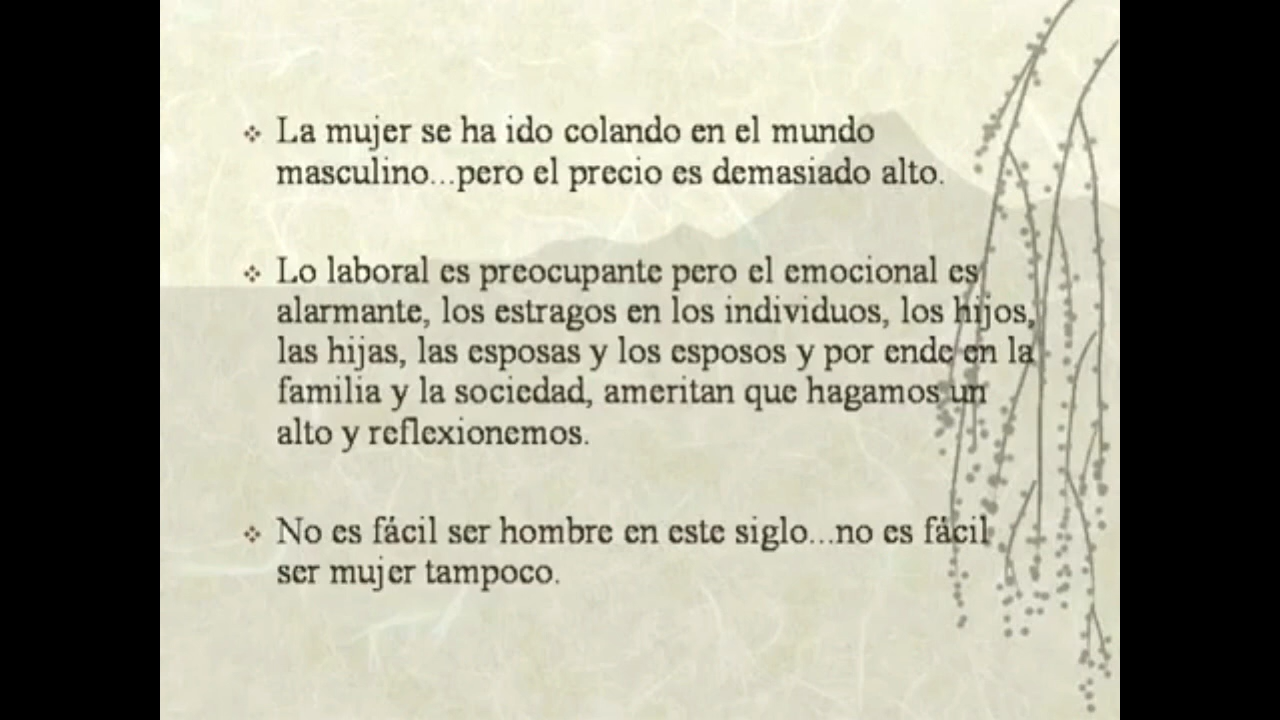 La mujer se ha ido colando en el mundo
masculino...pero el precio es demasiado alto.
Lo laboral es preocupante pero el emocional es
alarmante, los estragos en los individuos, los hijos,
las hijas, las esposas y los esposos y por ende en la
familia y la sociedad, ameritan que hagamos un
alto y reflexionemos.
No es fácil ser hombre en este siglo...no es fácil
ser mujer tampoco.